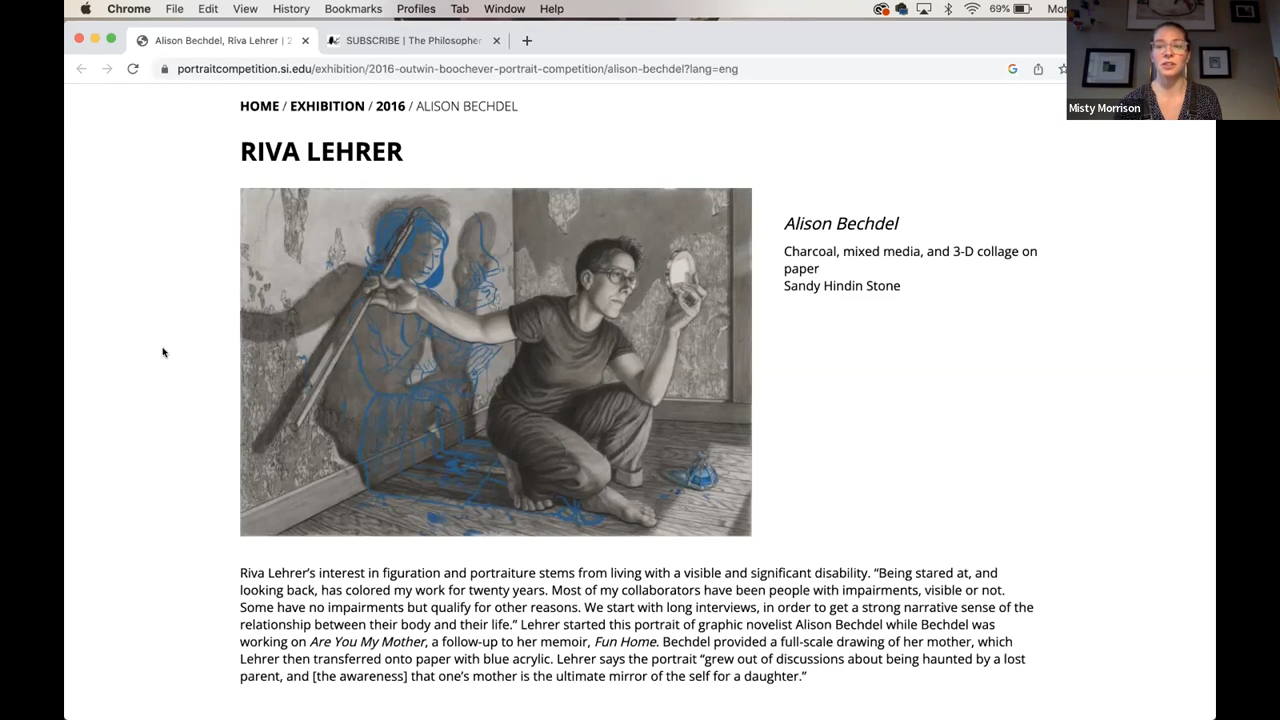 Chrome File Edit View History Bookmarks Profiles Tab Window Help 69% Mor
Alison Bechdel, Riva Lehrer | 2 SUBSCRIBE | The Philosopher
portraitcompetition.si.edu/exhibition/2016-outwin-boochever-portrait-competition/alison-bechdel?lang=eng
Misty Morrison
HOME / EXHIBITION / 2016 / ALISON BECHDEL
RIVA LEHRER
Alison Bechdel
Charcoal, mixed media, and 3-D collage on
paper
Sandy Hindin Stone
Riva Lehrer’s interest in figuration and portraiture stems from living with a visible and significant disability. “Being stared at, and
looking back, has colored my work for twenty years. Most of my collaborators have been people with impairments, visible or not.
Some have no impairments but qualify for other reasons. We start with long interviews, in order to get a strong narrative sense of the
relationship between their body and their life.” Lehrer started this portrait of graphic novelist Alison Bechdel while Bechdel was
working on Are You My Mother, a follow-up to her memoir, Fun Home. Bechdel provided a full-scale drawing of her mother, which
Lehrer then transferred onto paper with blue acrylic. Lehrer says the portrait “grew out of discussions about being haunted by a lost
parent, and [the awareness] that one’s mother is the ultimate mirror of the self for a daughter.”